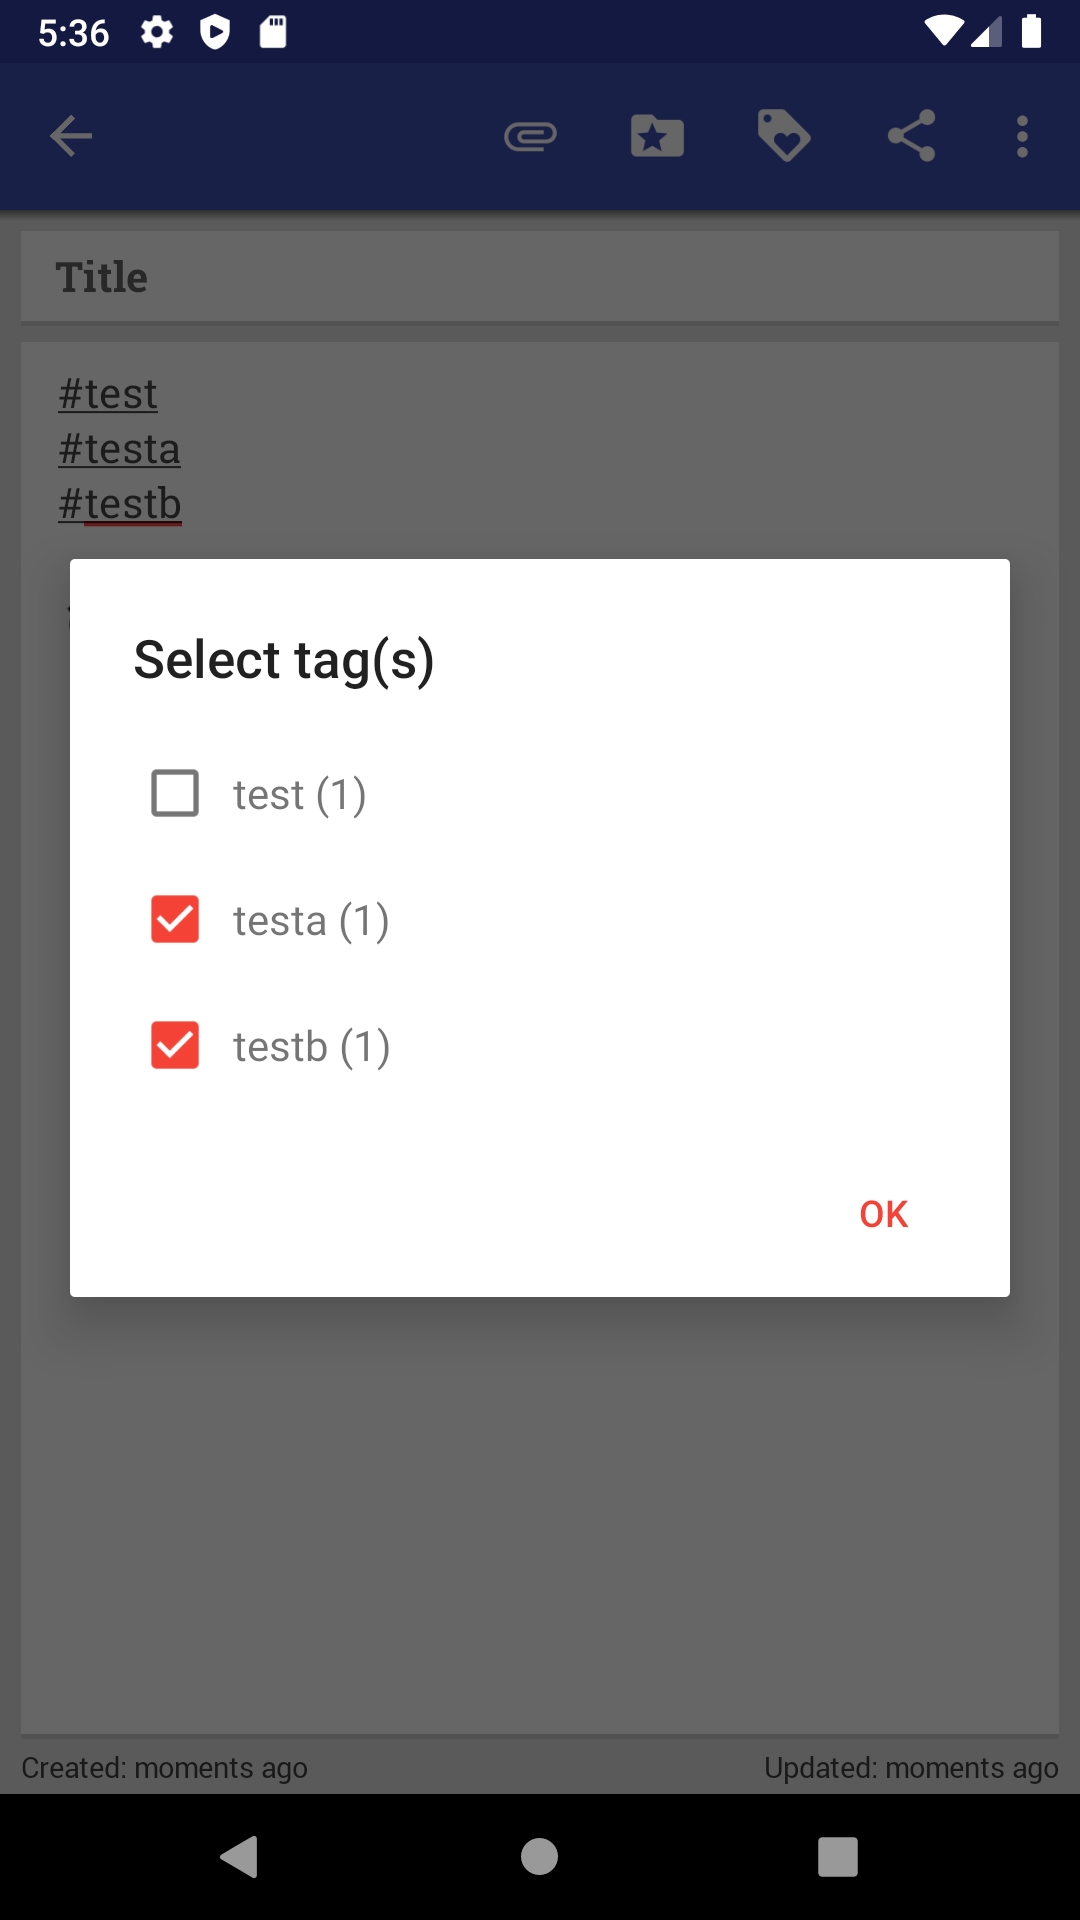 5:36
Title
#test
#testa
#testb
Select tag(s)
test (1)
testa (1)
testb (1)
OK
Created: moments ago
Updated: moments ago